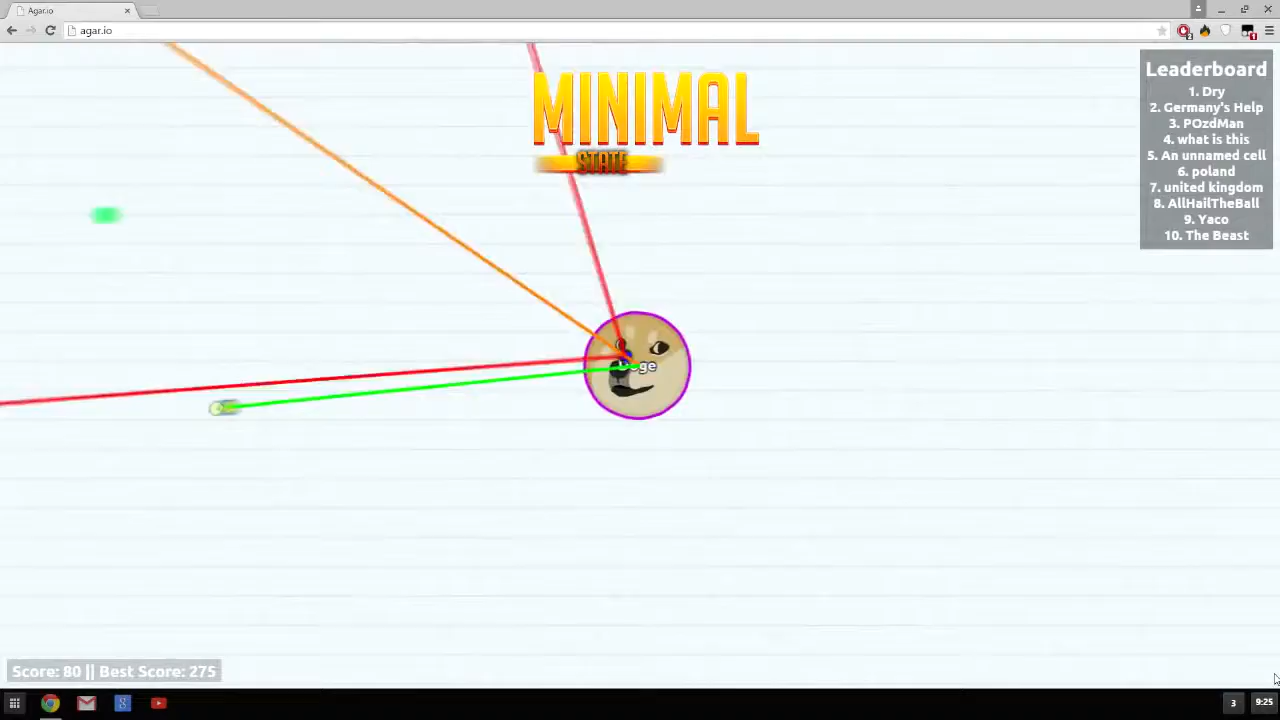 Agar.io
agar.io
MINIMAL
STATE
Leaderboard
1. Dry
2. Germany's Help
3. POzdMan
4. what is this
5. An unnamed cell
6. poland
7. united kingdom
8. AllHailTheBall
9. Yaco
10. The Beast
Score: 80 || Best Score: 275
3
9:25